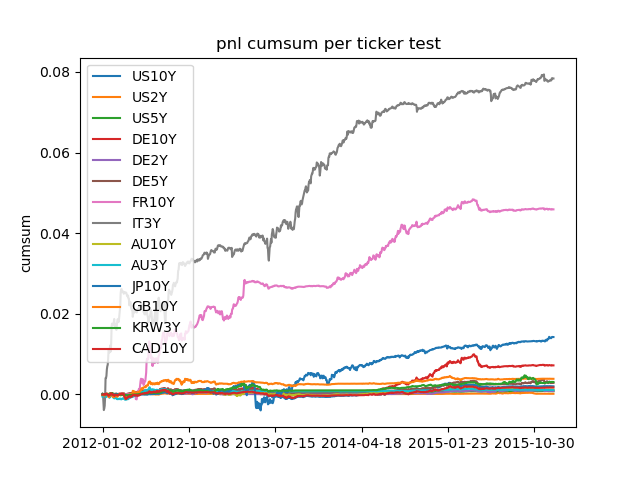 pnl cumsum per ticker test
0.08
0.06
0.04
0.02
0.00
cumsum
US10Y
US2Y
US5Y
DE10Y
DE2Y
DE5Y
FR10Y
IT3Y
AU10Y
AU3Y
JP10Y
GB10Y
KRW3Y
CAD10Y
2012-01-02 2012-10-08 2013-07-15 2014-04-18 2015-01-23 2015-10-30